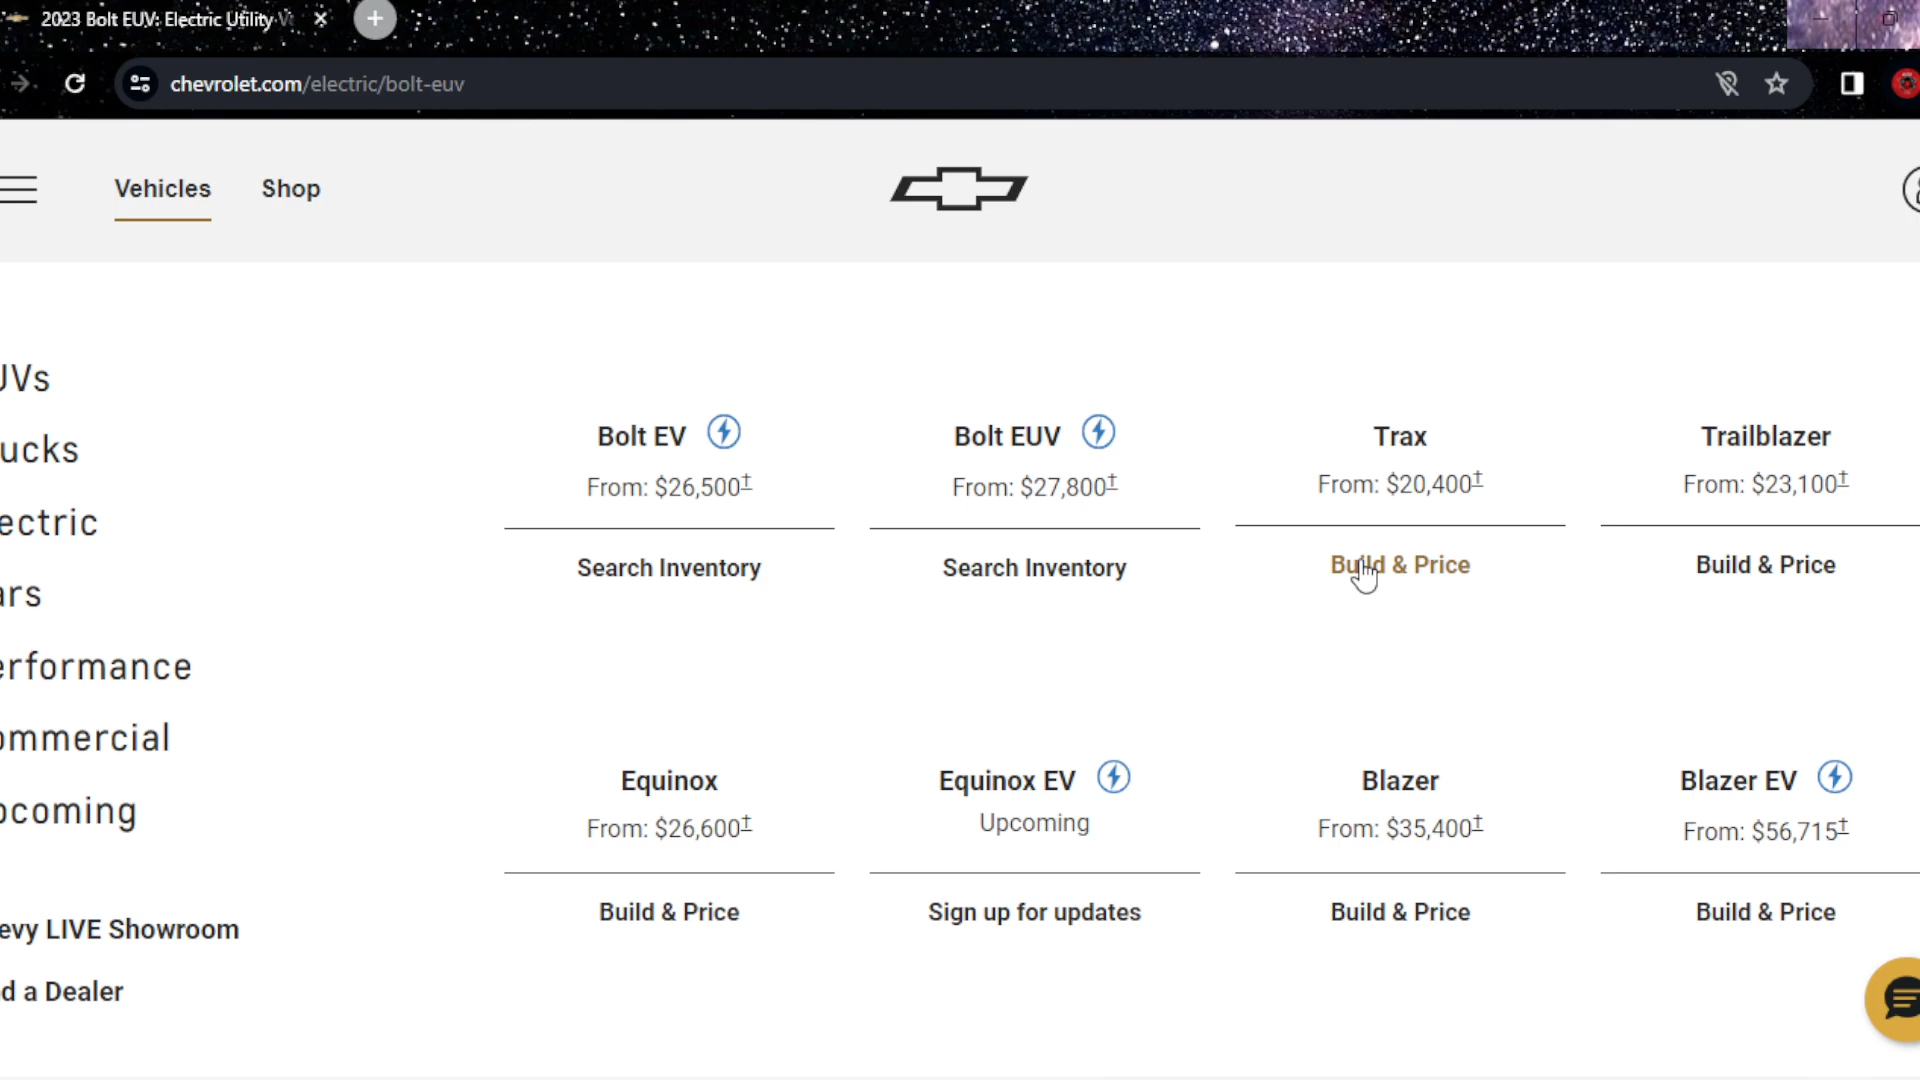 2023 Bolt EUV: Electric Utility V
chevrolet.com/electric/bolt-euv
Vehicles
Shop
UVs
ucks
ectric
ars
erformance
ommercial
pcoming
evy LIVE Showroom
d a Dealer
Bolt EV
From: $26,500†
Search Inventory
Bolt EUV
From: $27,800†
Search Inventory
Trax
From: $20,400†
Build & Price
Trailblazer
From: $23,100†
Build & Price
Equinox
From: $26,600†
Build & Price
Equinox EV
Upcoming
Sign up for updates
Blazer
From: $35,400†
Build & Price
Blazer EV
From: $56,715†
Build & Price